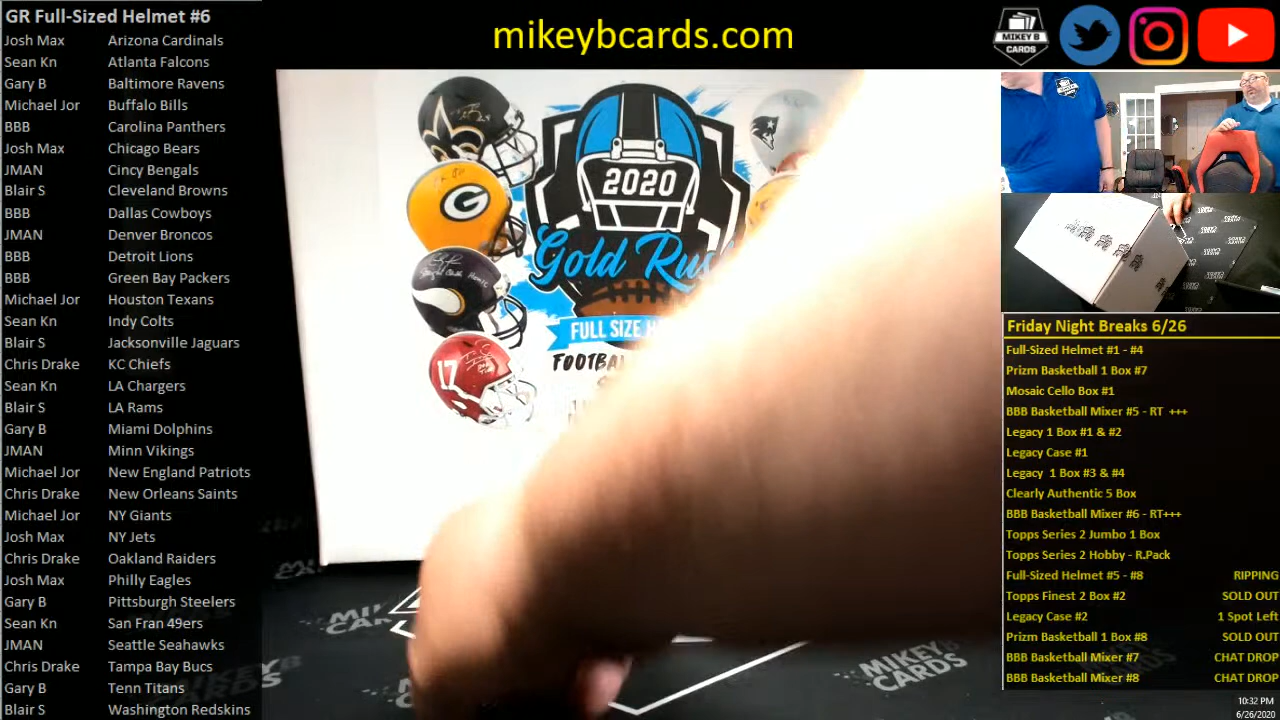 GR Full-Sized Helmet #6
Josh Max Arizona Cardinals
Sean Kn Atlanta Falcons
Gary B Baltimore Ravens
Michael Jor Buffalo Bills
BBB Carolina Panthers
Josh Max Chicago Bears
JMAN Cincy Bengals
Blair S Cleveland Browns
BBB Dallas Cowboys
JMAN Denver Broncos
BBB Detroit Lions
BBB Green Bay Packers
Michael Jor Houston Texans
Sean Kn Indy Colts
Blair S Jacksonville Jaguars
Chris Drake KC Chiefs
Sean Kn LA Chargers
Blair S LA Rams
Gary B Miami Dolphins
JMAN Minn Vikings
Michael Jor New England Patriots
Chris Drake New Orleans Saints
Michael Jor NY Giants
Josh Max NY Jets
Chris Drake Oakland Raiders
Josh Max Philly Eagles
Gary B Pittsburgh Steelers
Sean Kn San Fran 49ers
JMAN Seattle Seahawks
Chris Drake Tampa Bay Bucs
Gary B Tenn Titans
Blair S Washington Redskins
mikeybcards.com
MIKEY B
CARDS
2020
Gold Rus
FULL SIZE H
FOOTBA
G
17
MIKEYB
CARDS
Friday Night Breaks 6/26
Full-Sized Helmet #1 - #4
Prizm Basketball 1 Box #7
Mosaic Cello Box #1
BBB Basketball Mixer #5 - RT +++
Legacy 1 Box #1 & #2
Legacy Case #1
Legacy 1 Box #3 & #4
Clearly Authentic 5 Box
BBB Basketball Mixer #6 - RT+++
Topps Series 2 Jumbo 1 Box
Topps Series 2 Hobby - R.Pack
Full-Sized Helmet #5 - #8 RIPPING
Topps Finest 2 Box #2 SOLD OUT
Legacy Case #2 1 Spot Left
Prizm Basketball 1 Box #8 SOLD OUT
BBB Basketball Mixer #7 CHAT DROP
BBB Basketball Mixer #8 CHAT DROP
10:32 PM
6/26/2020